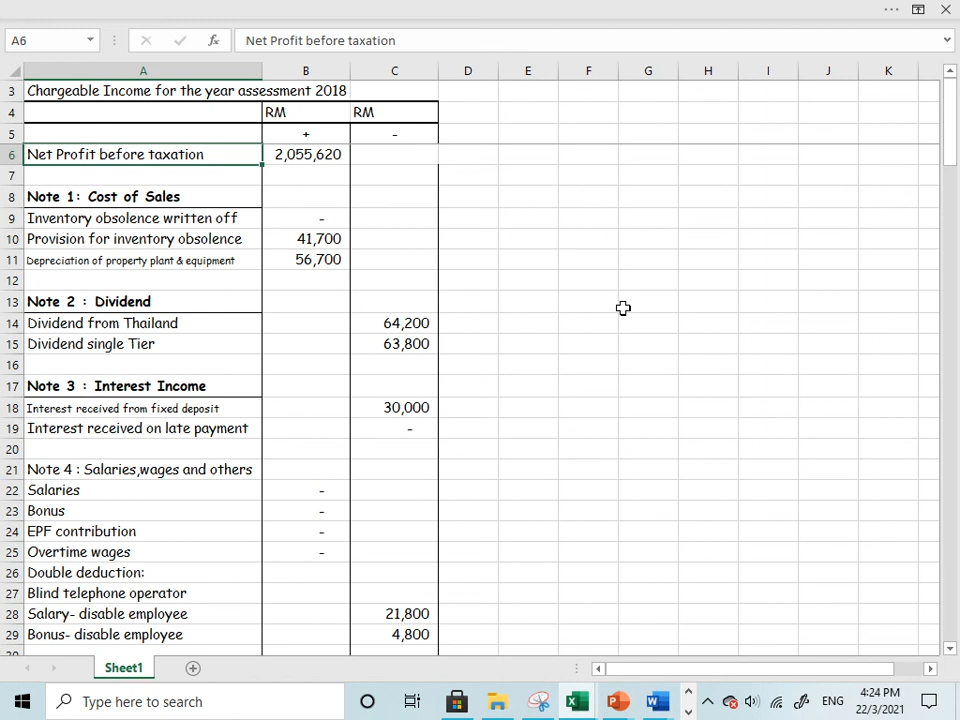 A6 Net Profit before taxation
A B C D E F G H I J K
3 Chargeable Income for the year assessment 2018
4 RM RM
5 + -
6 Net Profit before taxation 2,055,620
7
8 Note 1: Cost of Sales
9 Inventory obsolence written off -
10 Provision for inventory obsolence 41,700
11 Depreciation of property plant & equipment 56,700
12
13 Note 2 : Dividend
14 Dividend from Thailand 64,200
15 Dividend single Tier 63,800
16
17 Note 3 : Interest Income
18 Interest received from fixed deposit 30,000
19 Interest received on late payment -
20
21 Note 4 : Salaries,wages and others
22 Salaries -
23 Bonus -
24 EPF contribution -
25 Overtime wages -
26 Double deduction:
27 Blind telephone operator
28 Salary- disable employee 21,800
29 Bonus- disable employee 4,800
Sheet1
Type here to search
ENG
4:24 PM
22/3/2021